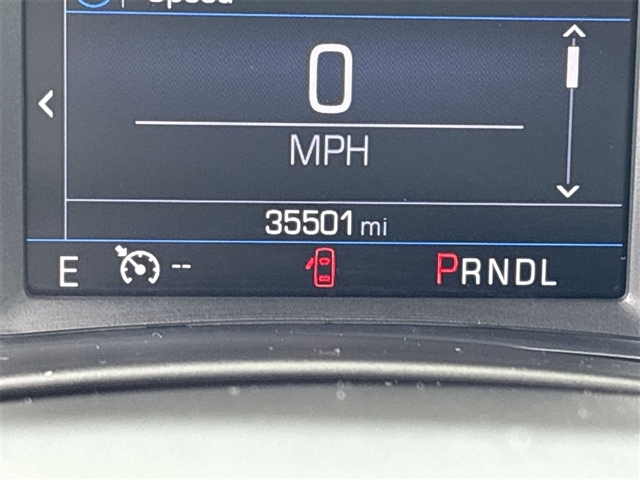 Speed
0
MPH
35501 mi
E -- PRNDL